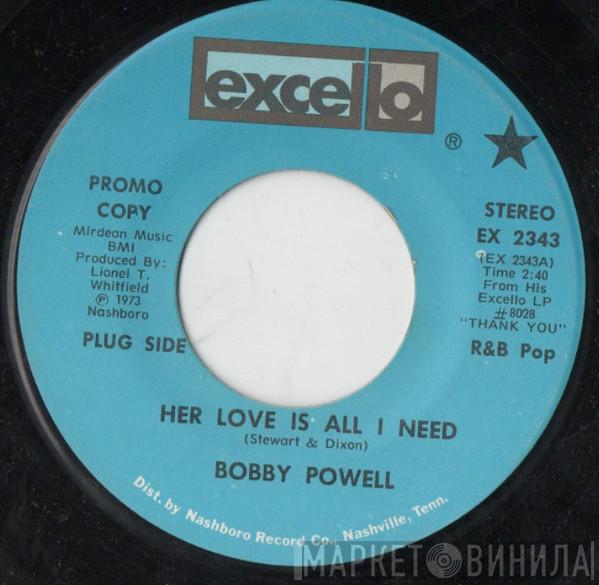 excello
®
PROMO
COPY
Mirdean Music
BMI
Produced By:
Lionel T.
Whitfield
℗ 1973
Nashboro
PLUG SIDE
STEREO
EX 2343
(EX 2343A)
Time 2:40
From His
Excello LP
#8028
"THANK YOU"
R&B Pop
HER LOVE IS ALL I NEED
(Stewart & Dixon)
BOBBY POWELL
Dist. by Nashboro Record Co., Nashville, Tenn.
МАРКЕТ ВИНИЛА